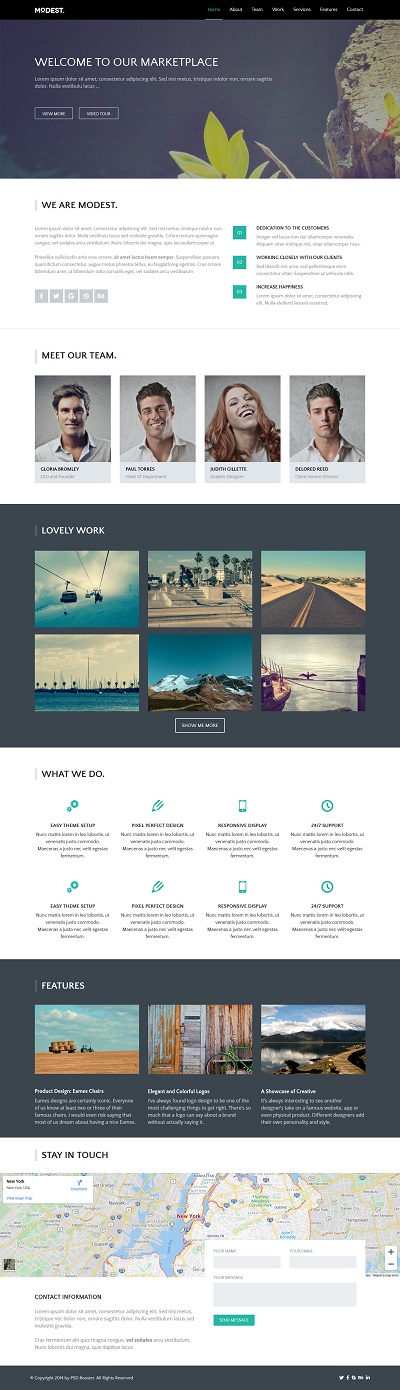 MODEST.
Home About Team Work Services Features Contact
WELCOME TO OUR MARKETPLACE
Lorem ipsum dolor sit amet, consectetur adipiscing elit. Sed nisi metus, tristique ndolor non, ornare sagittis
dolor. Nulla vestibulu lacus ...
VIEW MORE
VIDEO TOUR
WE ARE MODEST.
Lorem ipsum dolor sit amet, consectetur adipiscing elit. Sed nisi metus, tristique ndolor non,
ornare sagittis dolor. Nulla vestibulu lacus sed molestie gravida. Crferm entum quismagna
congue, vel sodales arcu vestibulum. Nunc lobortis dui magna, quis lacusullamcorper at.
Phasellus sollicitudin ante eros ornare, sit amet luctus lorem semper. Suspendisse posuere,
quamdictum consectetur, augue metus pharetra tellus, eu feugiatloreg egetnisi. Cras ornare
bibendum ante, ut bibendum odio convallis eget. vel sodales arcu vestibulum
01
DEDICATION TO THE CUSTOMERS
Integer vel lacus non dui ullamcorper venenatis.
Aliquam vitae tristique nisi, vitae ullamcorper risus.
02
WORKING CLOSELY WITH OUR CLIENTS
Sed blandit nisi urna, sed pellentesque enim
consectetur vitae. Suspendisse at vehicula nibh.
03
INCREASE HAPPINESS
Lorem ipsum dolor sit amet, consectetur adipiscing
elit. Nulla eleifend laoreet euismod.
MEET OUR TEAM.
GLORIA BROMLEY
CEO and Founder
PAUL TORRES
Head Of Department
JUDITH GILLETTE
Graphic Designer
DELORED REED
Client Service Director
LOVELY WORK
SHOW ME MORE
WHAT WE DO.
EASY THEME SETUP
Nunc mattis lorem in leo lobortis, ut
venenatis justo commodo.
Maecenas a justo nec velit egestas
fermentum.
PIXEL PERFECT DESIGN
Nunc mattis lorem in leo lobortis, ut
venenatis justo commodo.
Maecenas a justo nec velit egestas
fermentum.
RESPONSIVE DISPLAY
Nunc mattis lorem in leo lobortis, ut
venenatis justo commodo.
Maecenas a justo nec velit egestas
fermentum.
24/7 SUPPORT
Nunc mattis lorem in leo lobortis, ut
venenatis justo commodo.
Maecenas a justo nec velit egestas
fermentum.
EASY THEME SETUP
Nunc mattis lorem in leo lobortis, ut
venenatis justo commodo.
Maecenas a justo nec velit egestas
fermentum.
PIXEL PERFECT DESIGN
Nunc mattis lorem in leo lobortis, ut
venenatis justo commodo.
Maecenas a justo nec velit egestas
fermentum.
RESPONSIVE DISPLAY
Nunc mattis lorem in leo lobortis, ut
venenatis justo commodo.
Maecenas a justo nec velit egestas
fermentum.
24/7 SUPPORT
Nunc mattis lorem in leo lobortis, ut
venenatis justo commodo.
Maecenas a justo nec velit egestas
fermentum.
FEATURES
Product Design: Eames Chairs
Eames designs are certainly iconic. Everyone
of us know at least two or three of their
famous chairs, I would even risk saying that
most of us dream about having a nice Eames.
Elegant and Colorful Logos
I've always found logo design to be one of the
most challenging things to get right. There's so
much that a logo can say about a brand
without actually saying it.
A Showcase of Creative
It's always interesting to see another
designer's take on a famous website, app or
even physical product. Different designers add
their own personality and style.
STAY IN TOUCH
New York
New York, USA
Directions
View larger map
New York
BROOKLYN
YOUR NAME
YOUR EMAIL
YOUR MESSAGE
SEND MESSAGE
CONTACT INFORMATION
Lorem ipsum dolor sit amet, consectetur adipiscing
elit. Sed nisi metus, tristique ndolor non, ornare
sagittis dolor. Nulla vestibulu lacus sed molestie
gravida.
Cras fermentum elit quis magna congue, vel sodales arcu vestibulum.
Nunc lobortis dui magna, quis dapibus lacus
© Copyright 2014 by PSD Booster. All Rights Reserved.